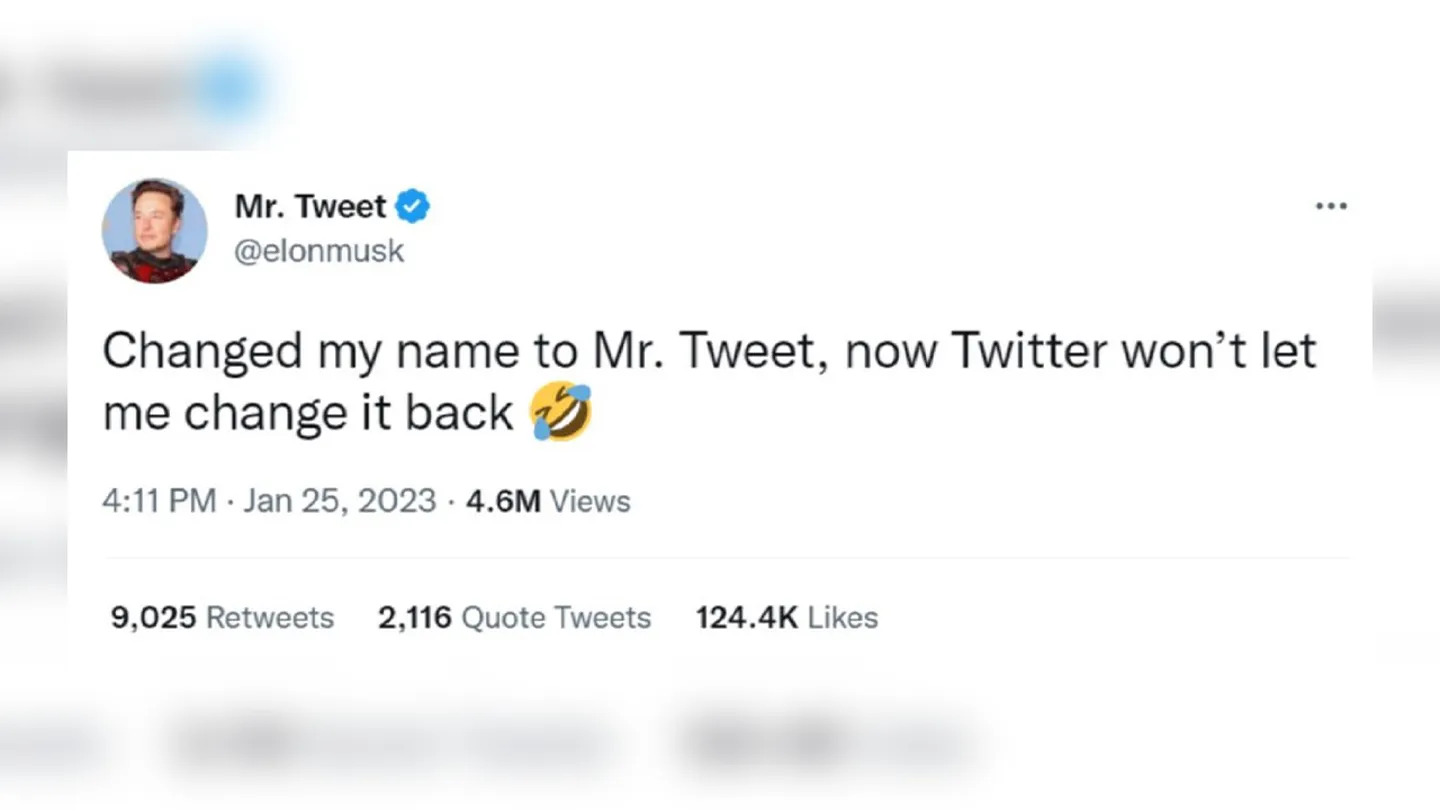 Mr. Tweet
@elonmusk
Changed my name to Mr. Tweet, now Twitter won’t let
me change it back 🤣
4:11 PM · Jan 25, 2023 · 4.6M Views
9,025 Retweets 2,116 Quote Tweets 124.4K Likes